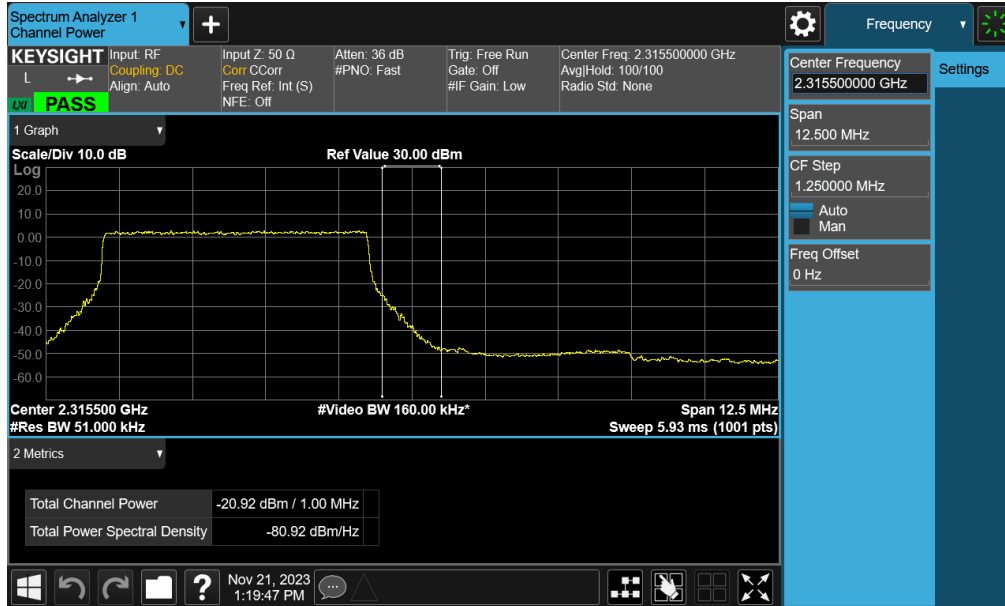 Spectrum Analyzer 1
Channel Power
+
Frequency
KEYSIGHT
L
LXI
PASS
Input: RF
Coupling: DC
Align: Auto
Input Z: 50 Ω
Corr CCorr
Freq Ref: Int (S)
NFE: Off
Atten: 36 dB
#PNO: Fast
Trig: Free Run
Gate: Off
#IF Gain: Low
Center Freq: 2.315500000 GHz
Avg|Hold: 100/100
Radio Std: None
Center Frequency
2.315500000 GHz
Settings
Span
12.500 MHz
CF Step
1.250000 MHz
Auto
Man
Freq Offset
0 Hz
1 Graph
Scale/Div 10.0 dB
Ref Value 30.00 dBm
Log
20.0
10.0
0.00
-10.0
-20.0
-30.0
-40.0
-50.0
-60.0
Center 2.315500 GHz
#Video BW 160.00 kHz*
Span 12.5 MHz
#Res BW 51.000 kHz
Sweep 5.93 ms (1001 pts)
2 Metrics
Total Channel Power
-20.92 dBm / 1.00 MHz
Total Power Spectral Density
-80.92 dBm/Hz
?
Nov 21, 2023
1:19:47 PM